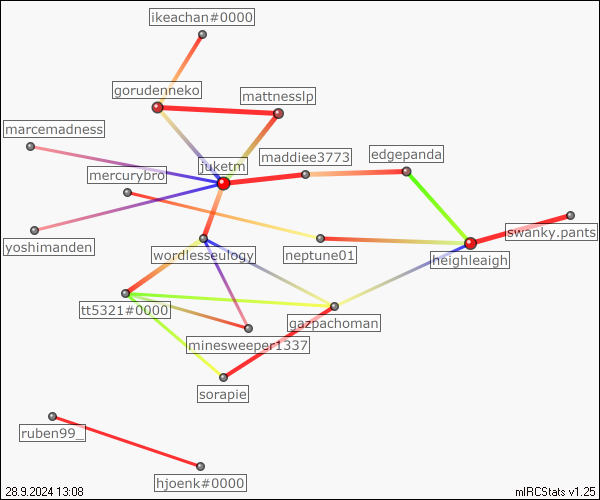 ikeachan#0000
gorudenneko
mattnesslp
marcemadness
juketm
maddiee3773
edgepanda
mercurybro
swanky.pants
yoshimanden
wordlesseulogy
neptune01
heighleaigh
tt5321#0000
gazpachoman
minesweeper1337
sorapie
ruben99_
hjoenk#0000
28.9.2024 13:08
mIRCStats v1.25